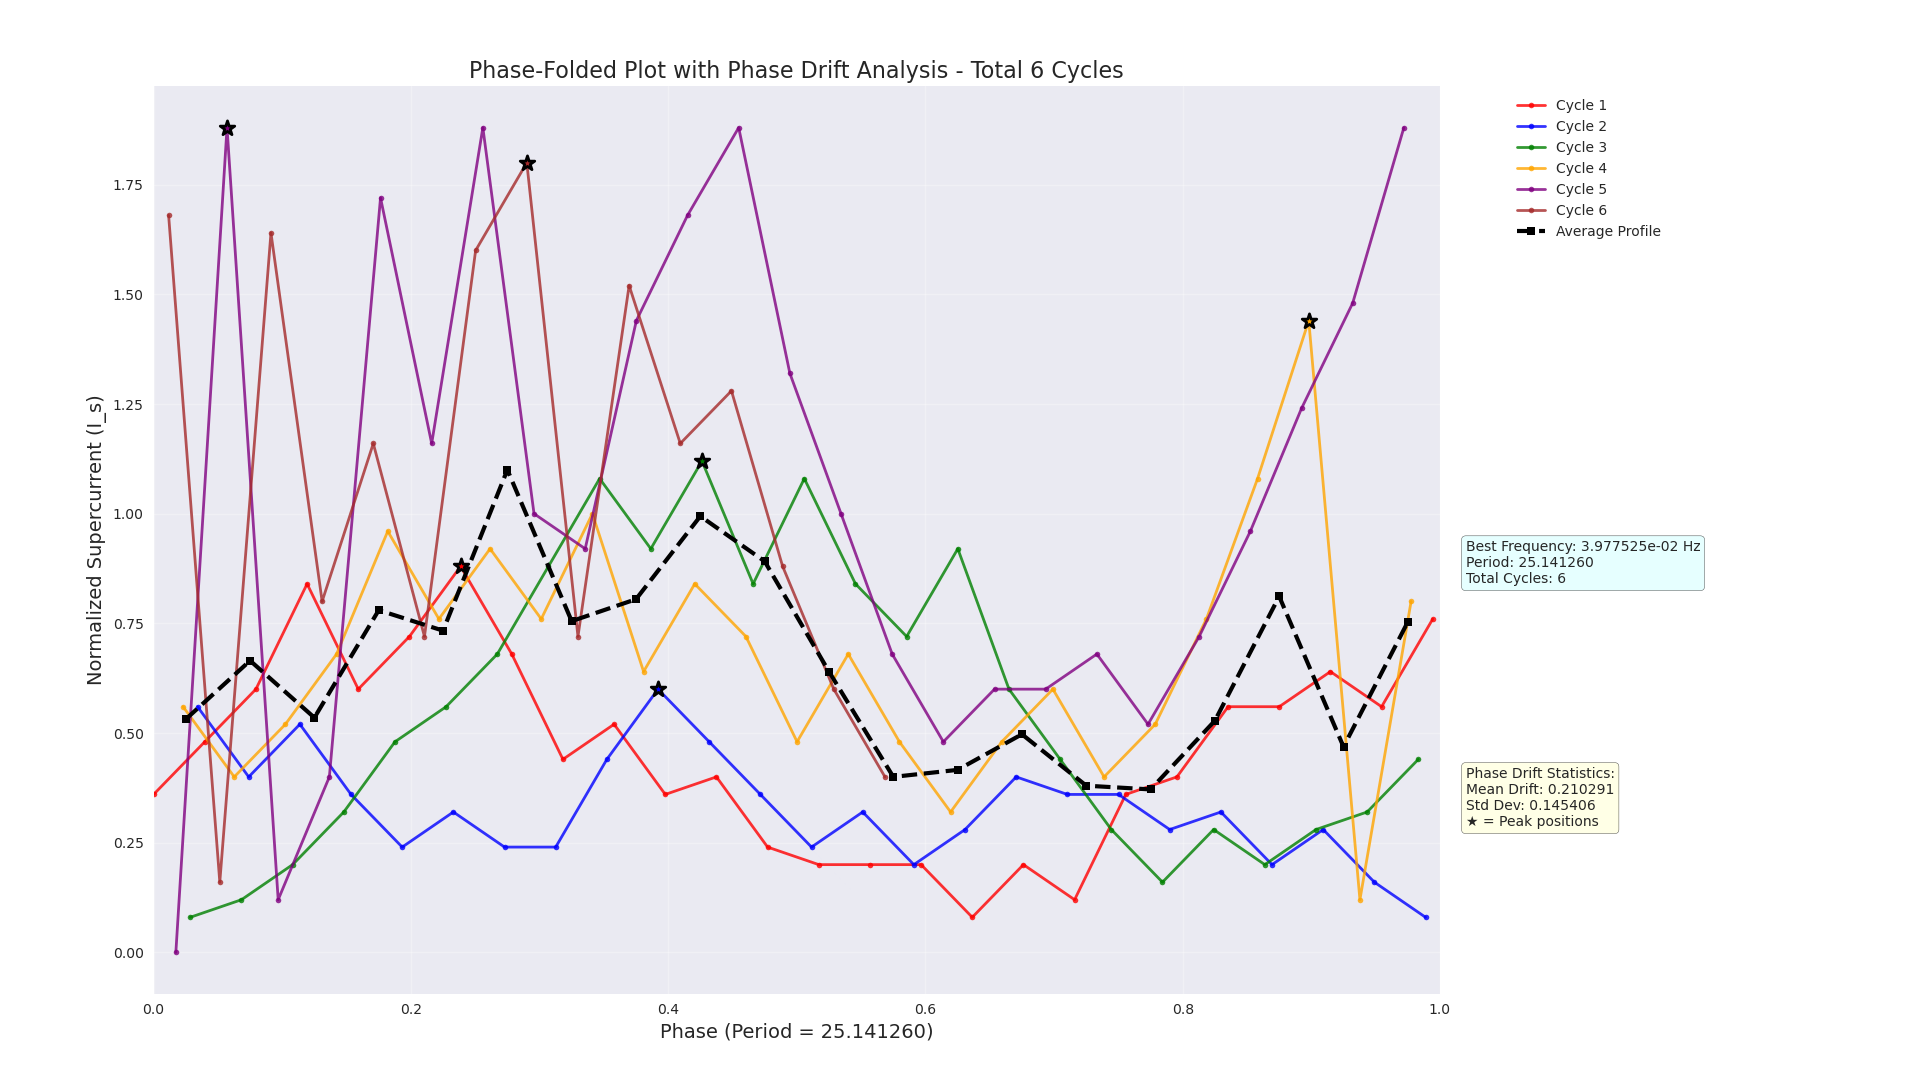 Phase-Folded Plot with Phase Drift Analysis - Total 6 Cycles
Normalized Supercurrent (I_s)
1.75
1.50
1.25
1.00
0.75
0.50
0.25
0.00
0.0
0.2
0.4
0.6
0.8
1.0
Phase (Period = 25.141260)
Cycle 1
Cycle 2
Cycle 3
Cycle 4
Cycle 5
Cycle 6
Average Profile
Best Frequency: 3.977525e-02 Hz
Period: 25.141260
Total Cycles: 6
Phase Drift Statistics:
Mean Drift: 0.210291
Std Dev: 0.145406
★ = Peak positions